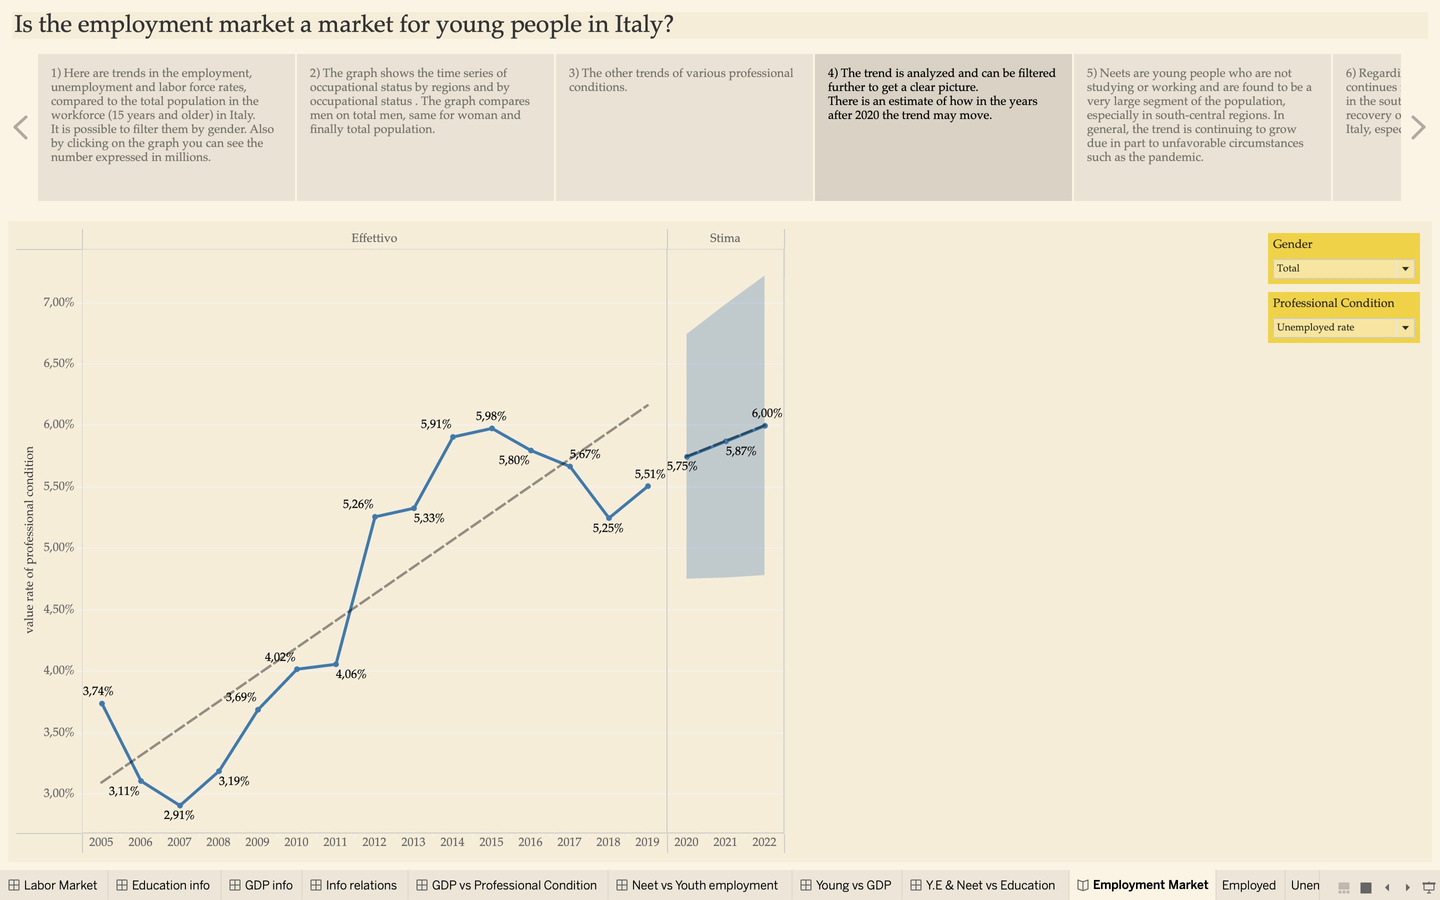 Is the employment market a market for young people in Italy?
1) Here are trends in the employment,
unemployment and labor force rates,
compared to the total population in the
workforce (15 years and older) in Italy.
It is possible to filter them by gender. Also
by clicking on the graph you can see the
number expressed in millions.
2) The graph shows the time series of
occupational status by regions and by
occupational status . The graph compares
men on total men, same for woman and
finally total population.
3) The other trends of various professional
conditions.
4) The trend is analyzed and can be filtered
further to get a clear picture.
There is an estimate of how in the years
after 2020 the trend may move.
5) Neets are young people who are not
studying or working and are found to be a
very large segment of the population,
especially in south-central regions. In
general, the trend is continuing to grow
due in part to unfavorable circumstances
such as the pandemic.
6) Regardi
continues
in the sout
recovery o
Italy, espec
Effettivo
Stima
Gender
Total
Professional Condition
Unemployed rate
value rate of professional condition
7,00%
6,50%
6,00%
5,50%
5,00%
4,50%
4,00%
3,50%
3,00%
3,74%
3,11%
2,91%
3,19%
3,69%
4,02%
4,06%
5,26%
5,33%
5,91%
5,98%
5,80%
5,67%
5,25%
5,51%
5,75%
5,87%
6,00%
2005 2006 2007 2008 2009 2010 2011 2012 2013 2014 2015 2016 2017 2018 2019 2020 2021 2022
Labor Market Education info GDP info Info relations GDP vs Professional Condition Neet vs Youth employment Young vs GDP Y.E & Neet vs Education Employment Market Employed Unen